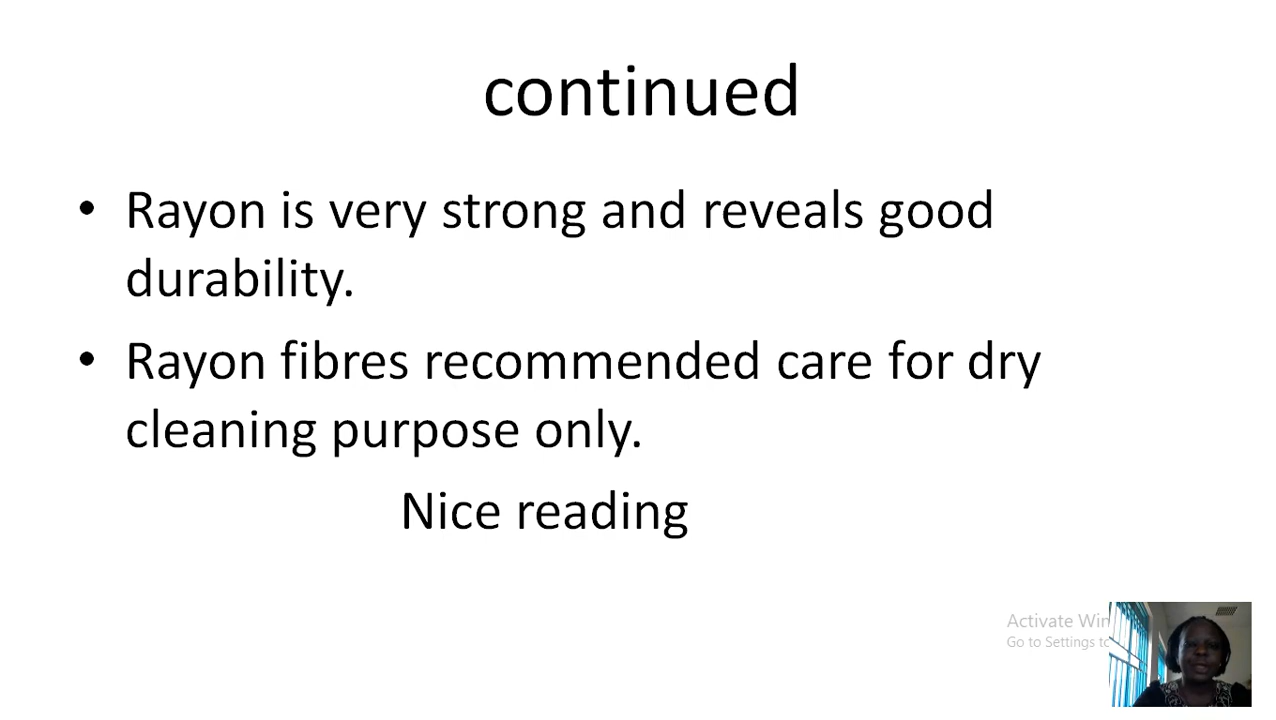 continued
• Rayon is very strong and reveals good
durability.
• Rayon fibres recommended care for dry
cleaning purpose only.
Nice reading
Activate Win
Go to Settings to